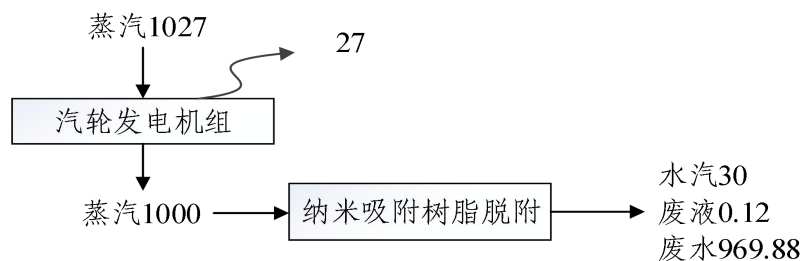 蒸汽1027
27
汽轮发电机组
蒸汽1000
纳米吸附树脂脱附
水汽30
废液0.12
废水969.88